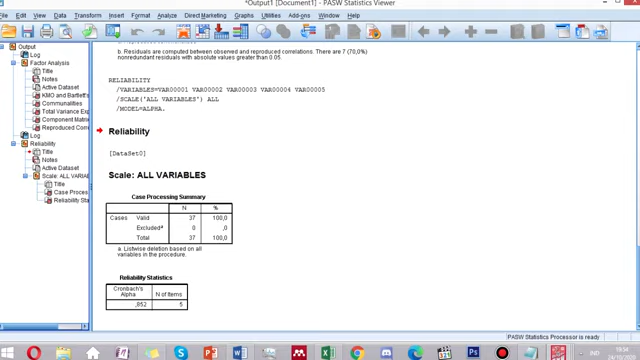 *Output1 [Document1] - PASW Statistics Viewer
Edit View Data Transform Insert Format Analyze Direct Marketing Graphs Utilities Add-ons Window Help
Output
Log
Factor Analysis
Title
Notes
Active Dataset
KMO and Bartlett's
Communalities
Total Variance Exp
Component Matrix
Reproduced Corre
Log
Reliability
Title
Notes
Active Dataset
Scale: ALL VARIA
Title
Case Proces
Reliability Sta
b. Residuals are computed between observed and reproduced correlations. There are 7 (70,0%)
nonredundant residuals with absolute values greater than 0.05.
RELIABILITY
/VARIABLES=VAR00001 VAR00002 VAR00003 VAR00004 VAR00005
/SCALE('ALL VARIABLES') ALL
/MODEL=ALPHA.
Reliability
[DataSet0]
Scale: ALL VARIABLES
Case Processing Summary
N %
Cases Valid 37 100,0
Excludedᵃ 0 ,0
Total 37 100,0
a. Listwise deletion based on all
variables in the procedure.
Reliability Statistics
Cronbach's
Alpha N of Items
,852 5
PASW Statistics Processor is ready
IND